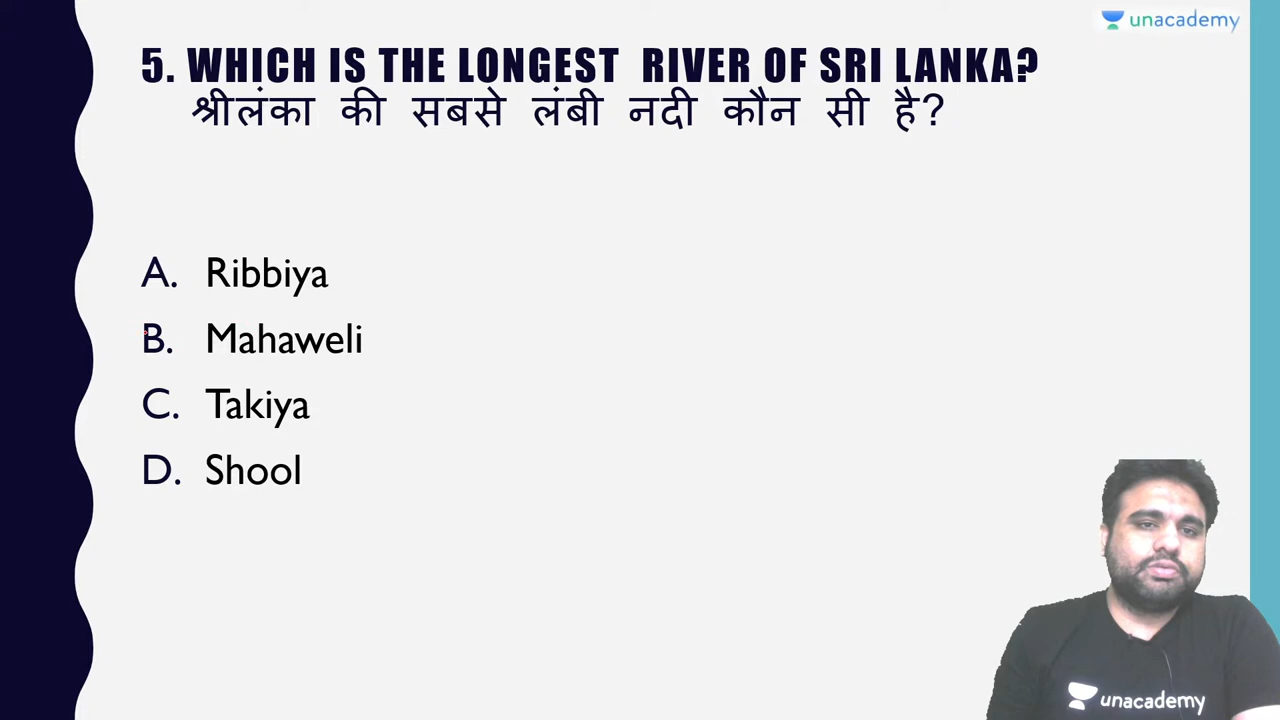 unacademy
5. WHICH IS THE LONGEST RIVER OF SRI LANKA?
श्रीलंका की सबसे लंबी नदी कौन सी है?
A. Ribbiya
B. Mahaweli
C. Takiya
D. Shool
unacademy